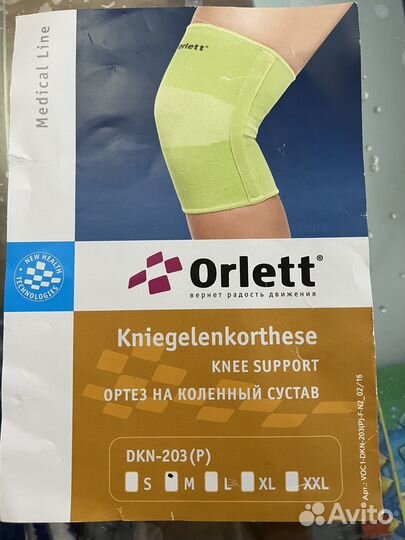 Medical Line
Orlett
NEW HEALTH
TECHNOLOGIES
Orlett®
вернет радость движения
Kniegelenkorthese
KNEE SUPPORT
ОРТЕЗ НА КОЛЕННЫЙ СУСТАВ
DKN-203(P)
S M L XL XXL
Арт.: VOC1-DKN-203(P)-F-N2_02/16
Avito